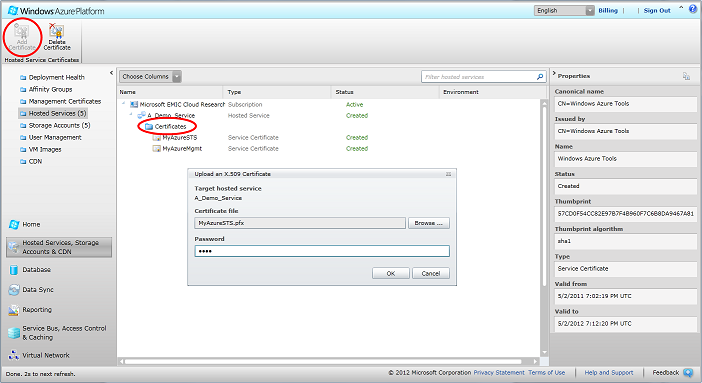 Windows Azure Platform
English
Billing | Sign Out
Add Certificate
Delete Certificate
Hosted Service Certificates
Deployment Health
Affinity Groups
Management Certificates
Hosted Services (5)
Storage Accounts (5)
User Management
VM Images
CDN
Home
Hosted Services, Storage
Accounts & CDN
Database
Data Sync
Reporting
Service Bus, Access Control
& Caching
Virtual Network
Choose Columns
Filter hosted services
Name Type Status Environment
Microsoft EMIC Cloud Research Subscription Active
A_Demo_Service Hosted Service Created
Certificates
MyAzureSTS Service Certificate Created
MyAzureMgmt Service Certificate Created
Upload an X.509 Certificate
Target hosted service
A_Demo_Service
Certificate file
MyAzureSTS.pfx
Browse ...
Password
••••
OK Cancel
Properties
Canonical name
CN=Windows Azure Tools
Issued by
CN=Windows Azure Tools
Name
Windows Azure Tools
Status
Created
Thumbprint
57CD0F54CC82E97B7F4B960F7C6B8DA9467A81
Thumbprint algorithm
sha1
Type
Service Certificate
Valid from
5/2/2011 7:02:19 PM UTC
Valid to
5/2/2012 7:12:20 PM UTC
Done. 2s to next refresh.
© 2012 Microsoft Corporation Privacy Statement Terms of Use | Help and Support | Feedback